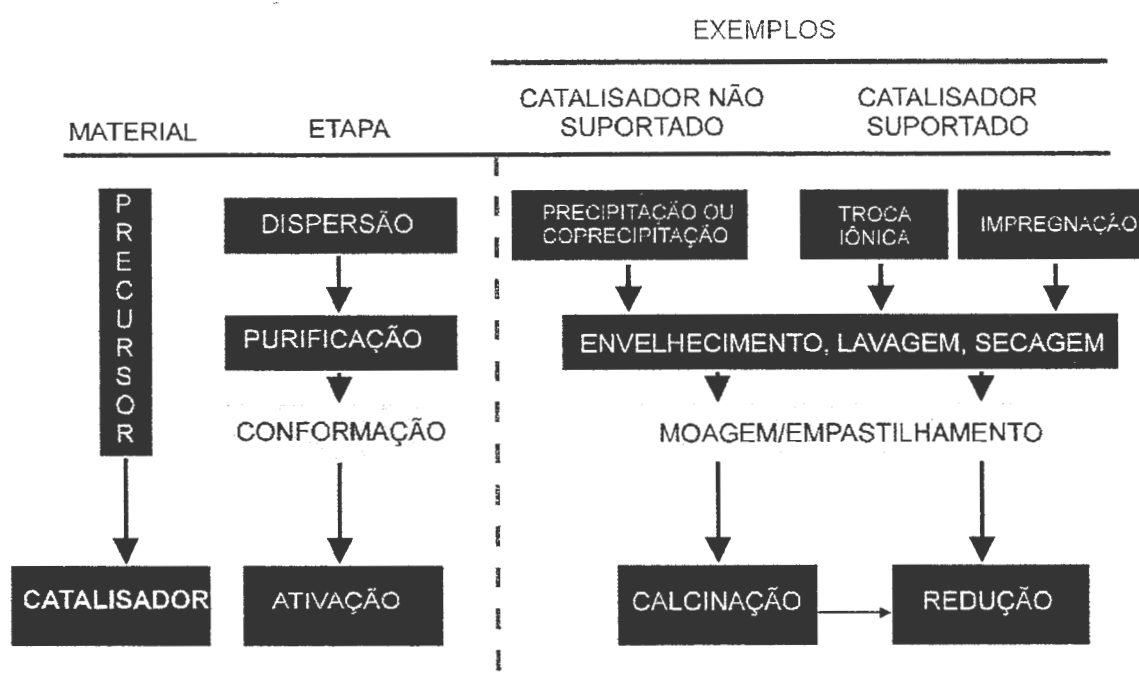 EXEMPLOS
CATALISADOR NÃO
SUPORTADO
CATALISADOR
SUPORTADO
MATERIAL
ETAPA
PRECURSOR
DISPERSÃO
PRECIPITAÇÃO OU
COPRECIPITAÇÃO
TROCA
IÔNICA
IMPREGNAÇÃO
PURIFICAÇÃO
ENVELHECIMENTO, LAVAGEM, SECAGEM
CONFORMAÇÃO
MOAGEM/EMPASTILHAMENTO
CATALISADOR
ATIVAÇÃO
CALCINAÇÃO
REDUÇÃO